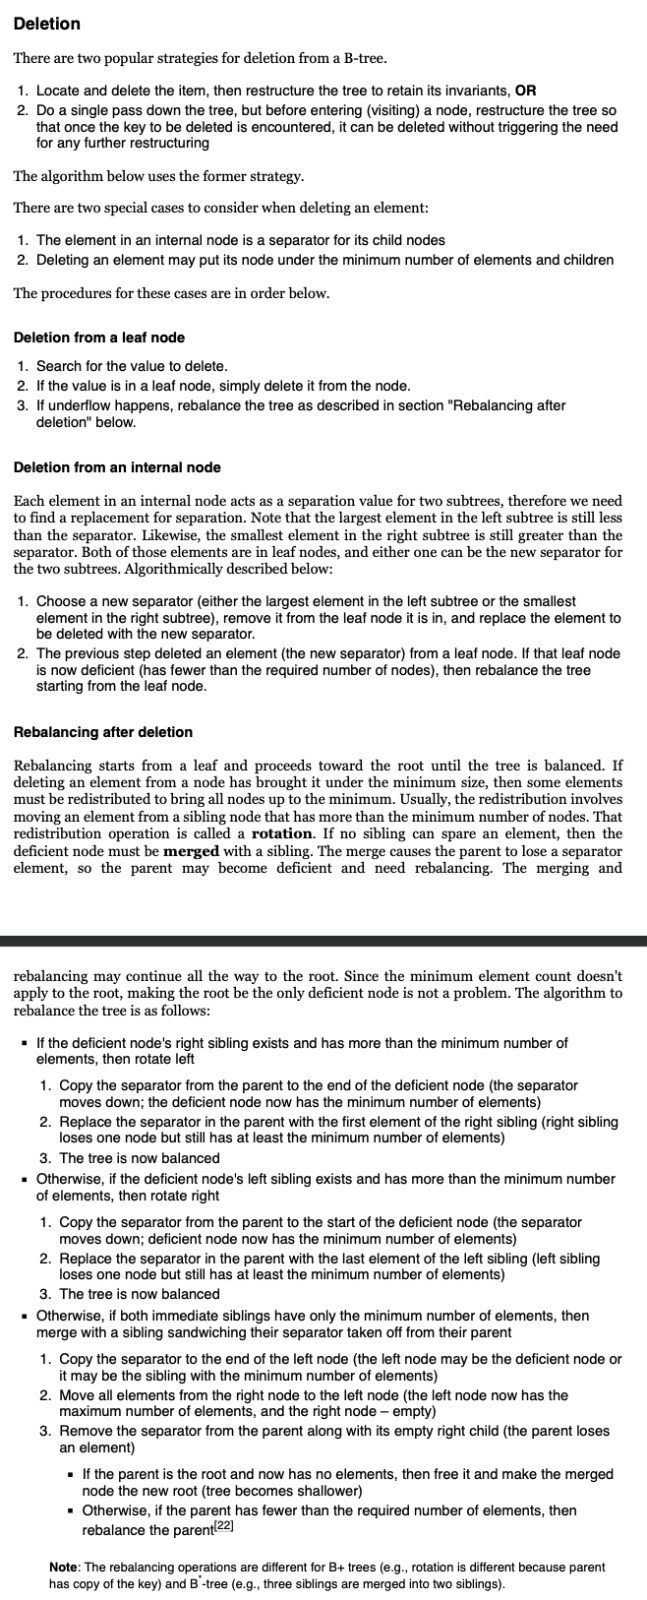 Deletion
There are two popular strategies for deletion from a B-tree.
1. Locate and delete the item, then restructure the tree to retain its invariants, OR
2. Do a single pass down the tree, but before entering (visiting) a node, restructure the tree so
that once the key to be deleted is encountered, it can be deleted without triggering the need
for any further restructuring
The algorithm below uses the former strategy.
There are two special cases to consider when deleting an element:
1. The element in an internal node is a separator for its child nodes
2. Deleting an element may put its node under the minimum number of elements and children
The procedures for these cases are in order below.
Deletion from a leaf node
1. Search for the value to delete.
2. If the value is in a leaf node, simply delete it from the node.
3. If underflow happens, rebalance the tree as described in section "Rebalancing after
deletion" below.
Deletion from an internal node
Each element in an internal node acts as a separation value for two subtrees, therefore we need
to find a replacement for separation. Note that the largest element in the left subtree is still less
than the separator. Likewise, the smallest element in the right subtree is still greater than the
separator. Both of those elements are in leaf nodes, and either one can be the new separator for
the two subtrees. Algorithmically described below:
1. Choose a new separator (either the largest element in the left subtree or the smallest
element in the right subtree), remove it from the leaf node it is in, and replace the element to
be deleted with the new separator.
2. The previous step deleted an element (the new separator) from a leaf node. If that leaf node
is now deficient (has fewer than the required number of nodes), then rebalance the tree
starting from the leaf node.
Rebalancing after deletion
Rebalancing starts from a leaf and proceeds toward the root until the tree is balanced. If
deleting an element from a node has brought it under the minimum size, then some elements
must be redistributed to bring all nodes up to the minimum. Usually, the redistribution involves
moving an element from a sibling node that has more than the minimum number of nodes. That
redistribution operation is called a rotation. If no sibling can spare an element, then the
deficient node must be merged with a sibling. The merge causes the parent to lose a separator
element, so the parent may become deficient and need rebalancing. The merging and
rebalancing may continue all the way to the root. Since the minimum element count doesn't
apply to the root, making the root be the only deficient node is not a problem. The algorithm to
rebalance the tree is as follows:
▪ If the deficient node's right sibling exists and has more than the minimum number of
elements, then rotate left
1. Copy the separator from the parent to the end of the deficient node (the separator
moves down; the deficient node now has the minimum number of elements)
2. Replace the separator in the parent with the first element of the right sibling (right sibling
loses one node but still has at least the minimum number of elements)
3. The tree is now balanced
▪ Otherwise, if the deficient node's left sibling exists and has more than the minimum number
of elements, then rotate right
1. Copy the separator from the parent to the start of the deficient node (the separator
moves down; deficient node now has the minimum number of elements)
2. Replace the separator in the parent with the last element of the left sibling (left sibling
loses one node but still has at least the minimum number of elements)
3. The tree is now balanced
▪ Otherwise, if both immediate siblings have only the minimum number of elements, then
merge with a sibling sandwiching their separator taken off from their parent
1. Copy the separator to the end of the left node (the left node may be the deficient node or
it may be the sibling with the minimum number of elements)
2. Move all elements from the right node to the left node (the left node now has the
maximum number of elements, and the right node – empty)
3. Remove the separator from the parent along with its empty right child (the parent loses
an element)
▪ If the parent is the root and now has no elements, then free it and make the merged
node the new root (tree becomes shallower)
▪ Otherwise, if the parent has fewer than the required number of elements, then
rebalance the parent[22]
Note: The rebalancing operations are different for B+ trees (e.g., rotation is different because parent
has copy of the key) and B*-tree (e.g., three siblings are merged into two siblings).